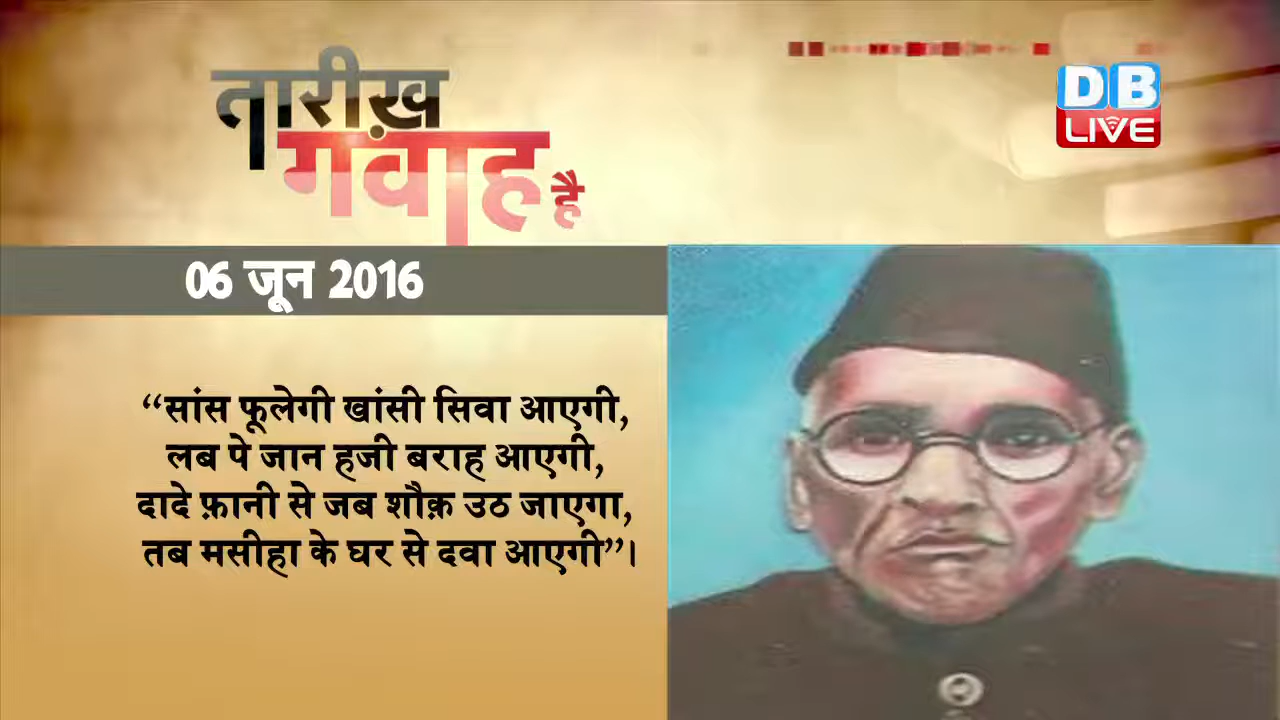 तारीख़
गवाह है
DB
LIVE
06 जून 2016
“सांस फूलेगी खांसी सिवा आएगी,
लब पे जान हजी बराह आएगी,
दादे फ़ानी से जब शौक़ उठ जाएगा,
तब मसीहा के घर से दवा आएगी”।